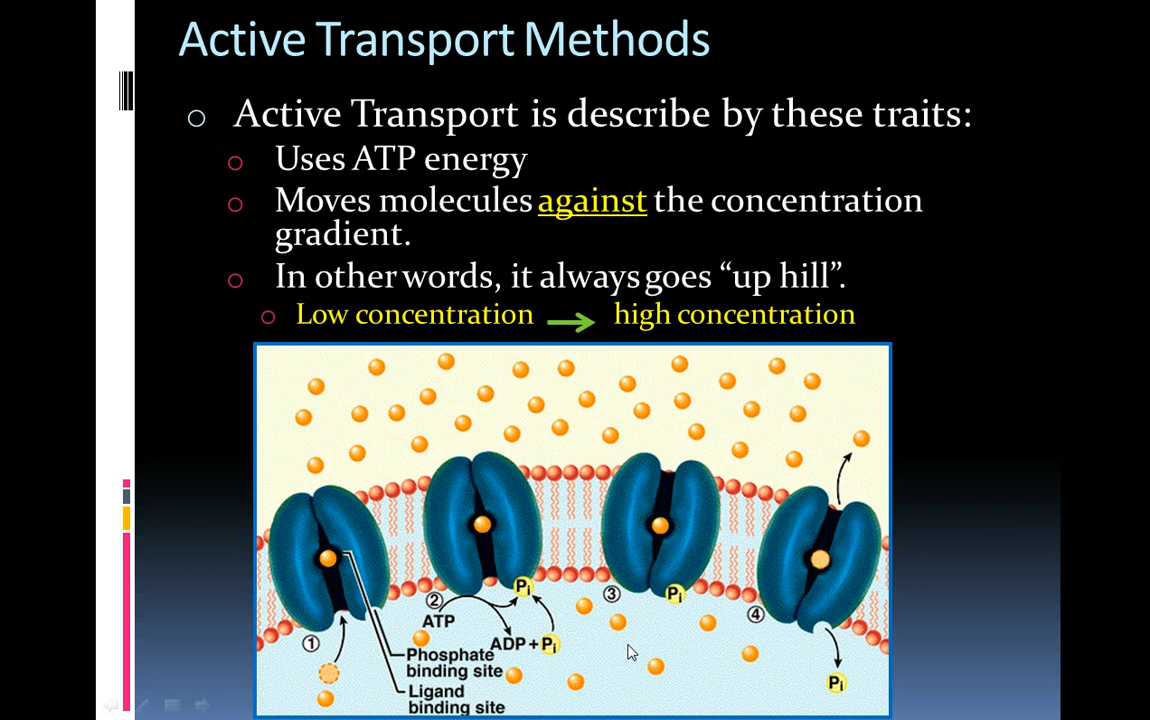 Active Transport Methods
Active Transport is describe by these traits:
Uses ATP energy
Moves molecules against the concentration
gradient.
In other words, it always goes “up hill”.
Low concentration → high concentration
① ② ③ ④
ATP
Pi
Pi
ADP + Pi
Phosphate
binding site
Ligand
binding site
Pi